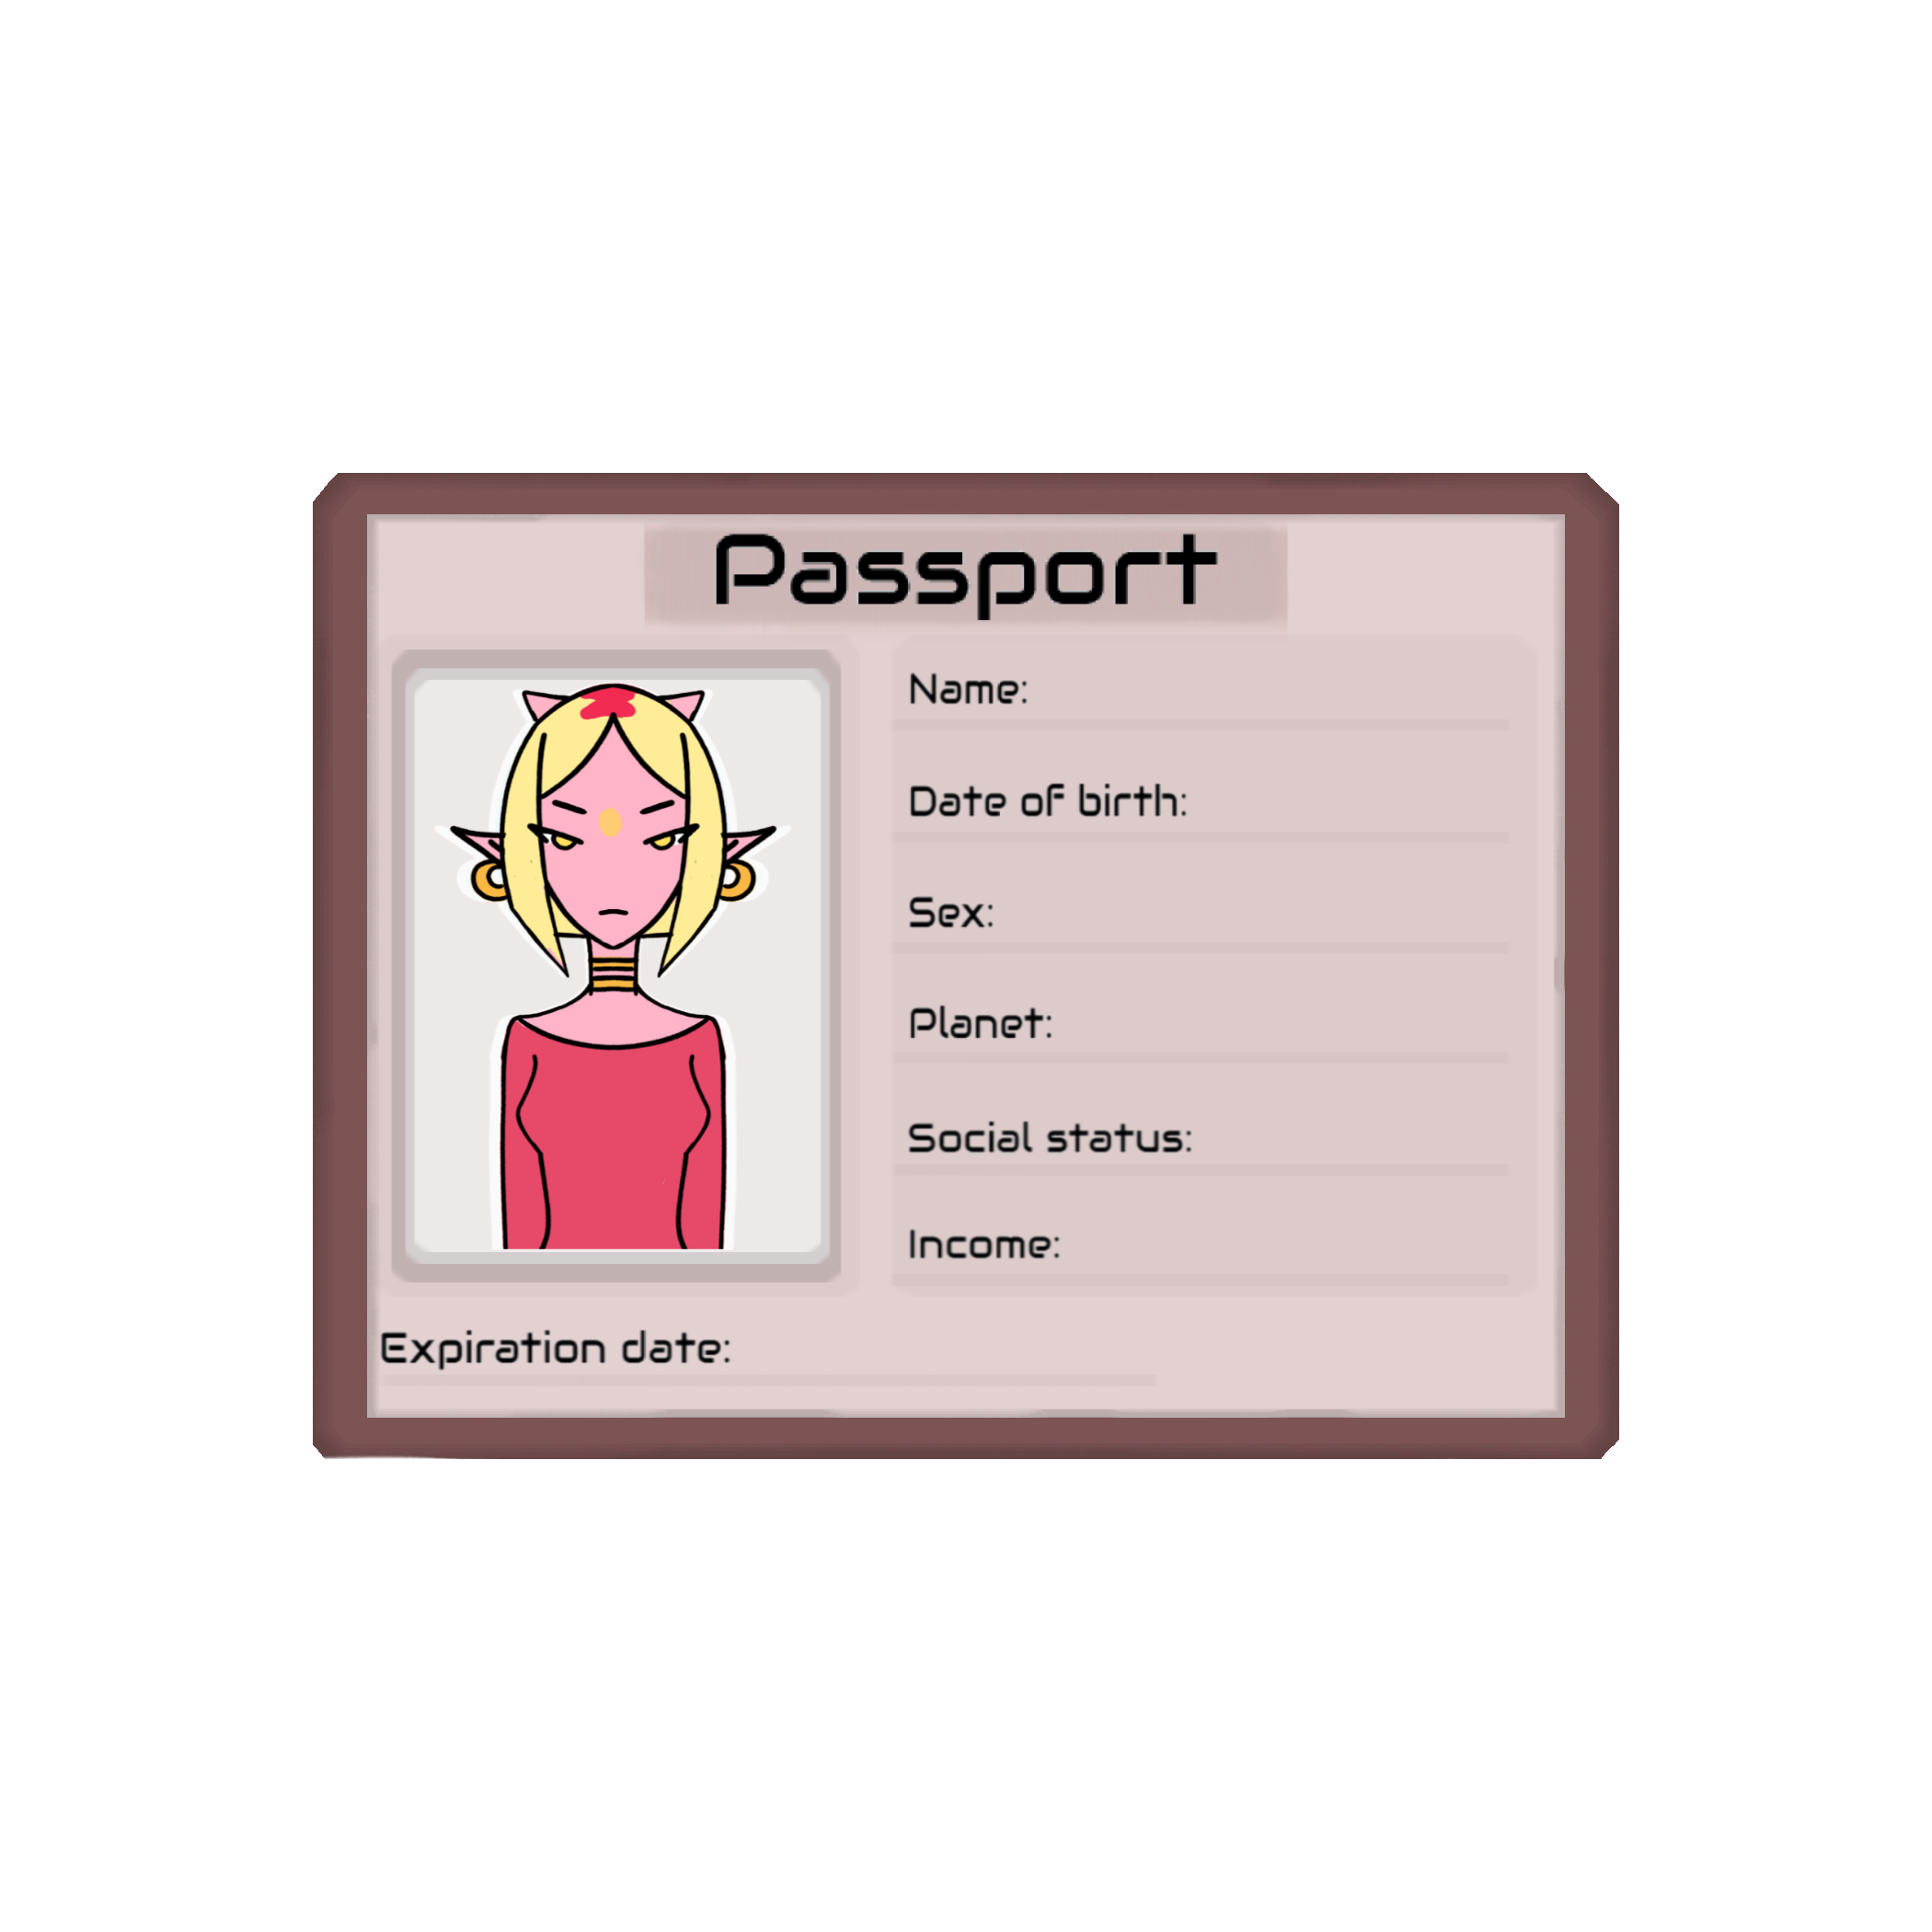 Passport
Name:
Date of birth:
Sex:
Planet:
Social status:
Income:
Expiration date: